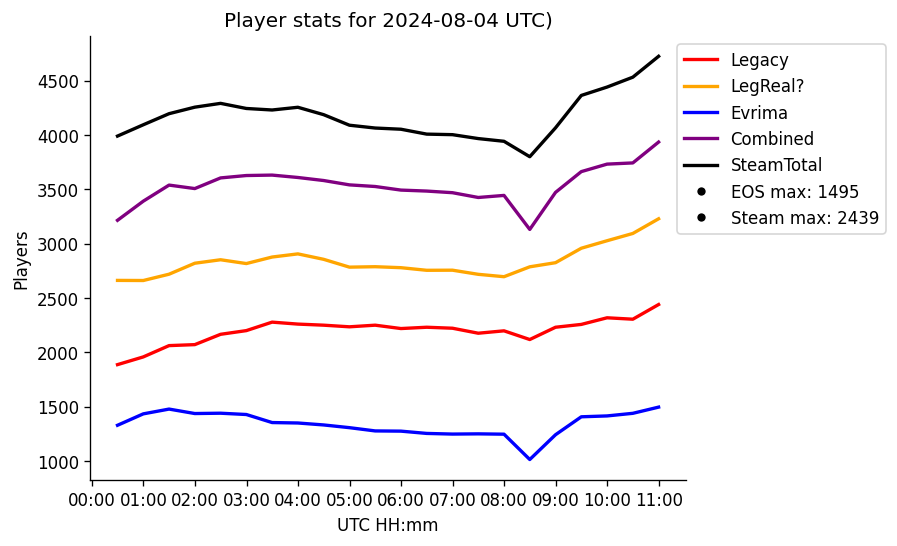 Player stats for 2024-08-04 UTC)
Legacy
LegReal?
Evrima
Combined
SteamTotal
EOS max: 1495
Steam max: 2439
Players
4500
4000
3500
3000
2500
2000
1500
1000
00:00 01:00 02:00 03:00 04:00 05:00 06:00 07:00 08:00 09:00 10:00 11:00
UTC HH:mm